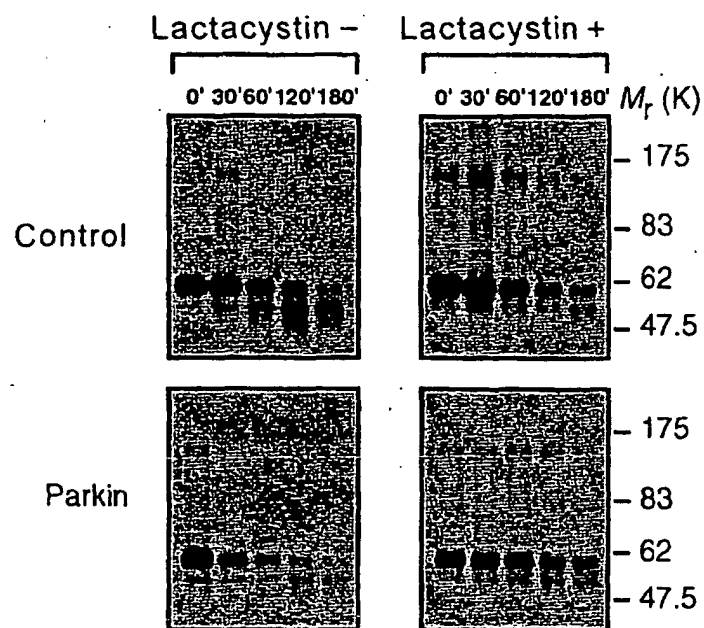 Lactacystin – Lactacystin +
0' 30' 60' 120' 180' 0' 30' 60' 120' 180' Mr (K)
Control
175
83
62
47.5
Parkin
175
83
62
47.5